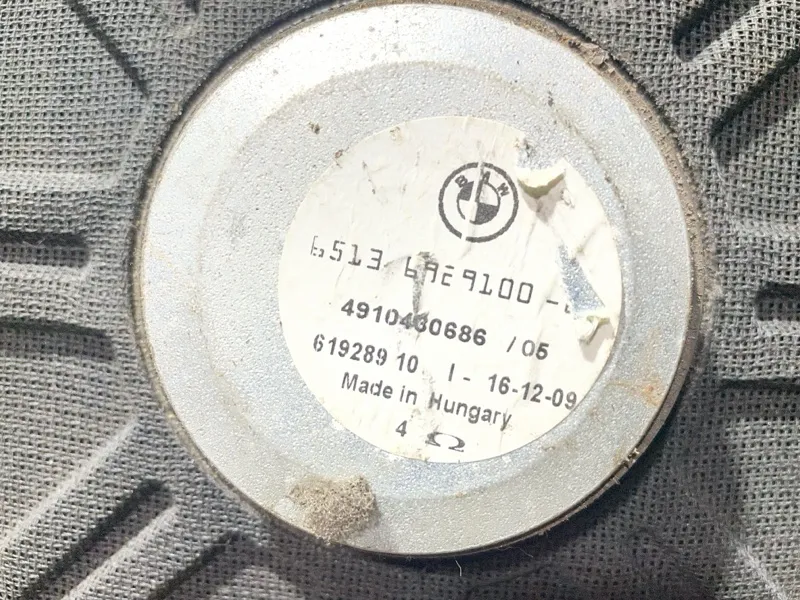 BMW
6513 6929100 -
4910430686 / 05
619289 10 I - 16-12-09
Made in Hungary
4 Ω